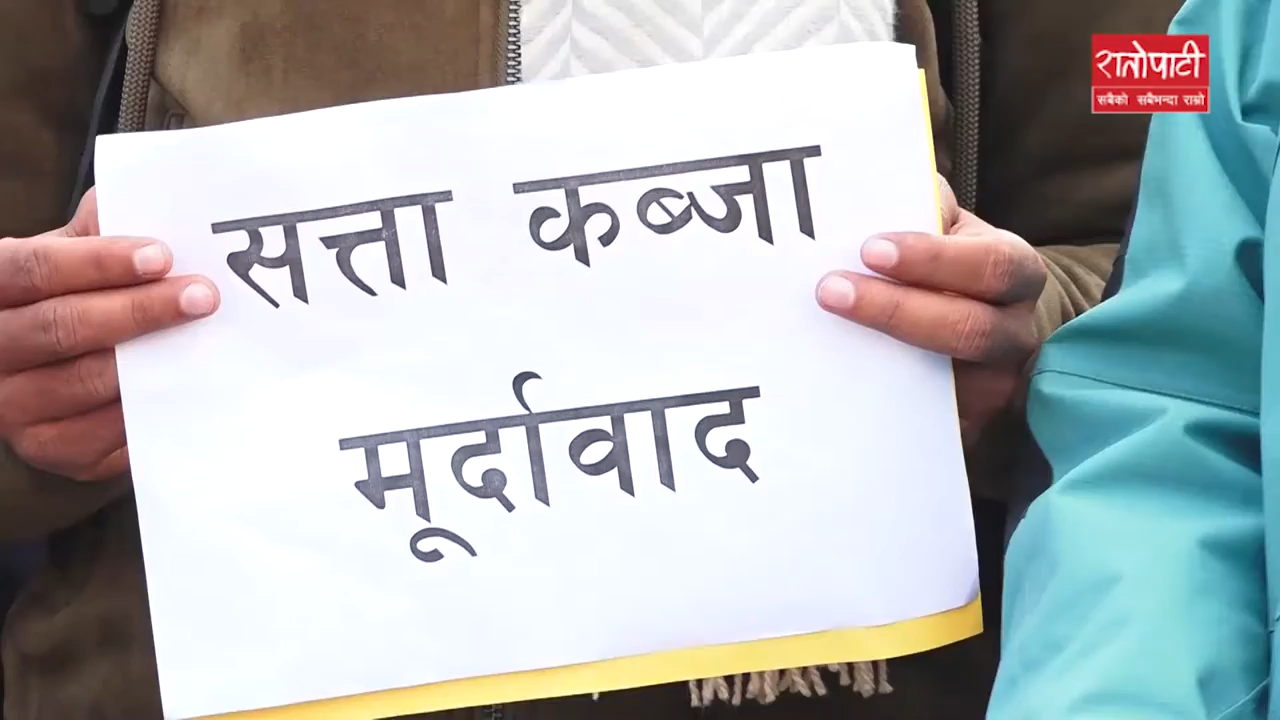 रातोपाटी
सबैको सबैभन्दा राम्रो
सत्ता कब्जा
मूर्दावाद